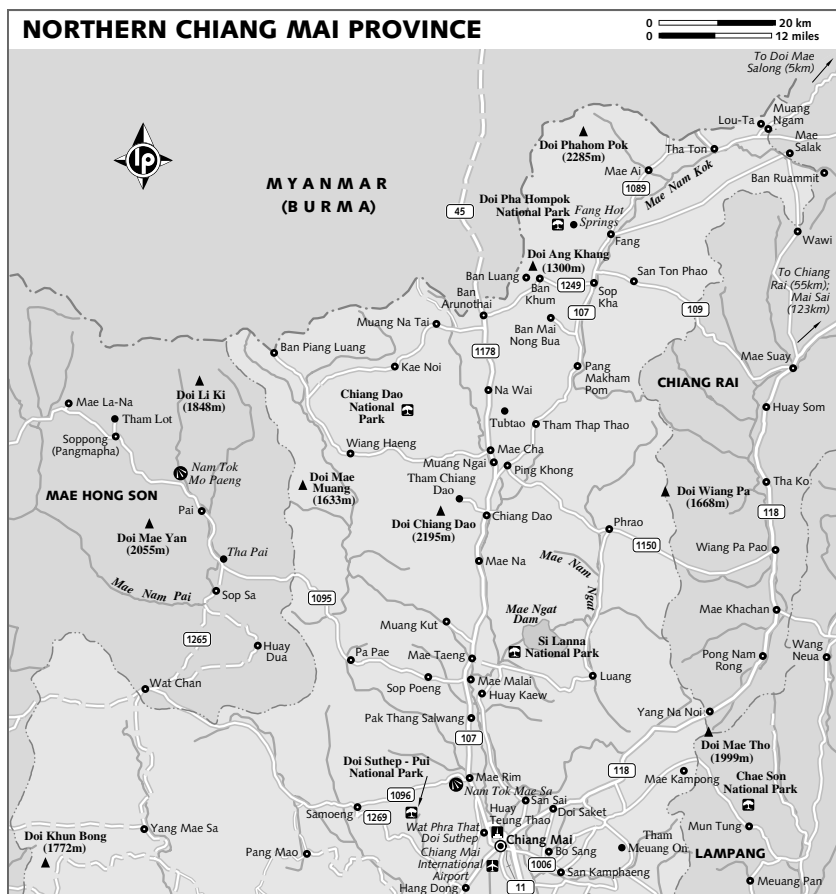 NORTHERN CHIANG MAI PROVINCE
0 20 km
0 12 miles
To Doi Mae
Salong (5km)
lp
MYANMAR
(BURMA)
Doi Phahom Pok
(2285m)
Lou-Ta
Muang
Ngam
Mae
Salak
Tha Ton
Ban Ruammit
Mae Ai
1089
Mae Nam Kok
45
Doi Pha Hompok
National Park
Fang Hot
Springs
Fang
Wawi
Doi Ang Khang
(1300m)
Ban Luang
Ban
Khum
1249
San Ton Phao
Sop
Kha
To Chiang
Rai (55km);
Mai Sai
(123km)
Ban
Arunothai
107
109
Muang Na Tai
Ban Mai
Nong Bua
1178
Ban Piang Luang
Kae Noi
Pang
Makham
Pom
Mae Suay
CHIANG RAI
Doi Li Ki
(1848m)
Mae La-Na
Tham Lot
Chiang Dao
National
Park
Na Wai
Tubtao
Huay Som
Soppong
(Pangmapha)
Tham Thap Thao
Wiang Haeng
Mae Cha
Muang Ngai
Ping Khong
Nam Tok
Mo Paeng
Tham Chiang
Dao
Doi Mae
Muang
(1633m)
Doi Wiang Pa
(1668m)
Tha Ko
MAE HONG SON
Pai
Doi Mae Yan
(2055m)
Doi Chiang Dao
(2195m)
Chiang Dao
118
Phrao
1150
Wiang Pa Pao
Tha Pai
Mae Na
Mae Nam
Ngat
Mae Nam Pai
Sop Sa
1095
Mae Ngat
Dam
Mae Khachan
Muang Kut
1265
Huay
Dua
Si Lanna
National Park
Wang
Neua
Pa Pae
Mae Taeng
Pong Nam
Rong
Wat Chan
Sop Poeng
Mae Malai
Huay Kaew
Luang
Pak Thang Salwang
Yang Na Noi
107
Doi Mae Tho
(1999m)
Doi Suthep - Pui
National Park
118
Mae Rim
Nam Tok Mae Sa
Mae Kampong
Chae Son
National Park
1096
Samoeng
1269
Huay
Teung Thao
San Sai
Doi Saket
Yang Mae Sa
Wat Phra That
Doi Suthep
Chiang Mai
Mun Tung
Doi Khun Bong
(1772m)
Pang Mao
Chiang Mai
International
Airport
Bo Sang
1006
Tham
Meuang On
LAMPANG
San Kamphaeng
Hang Dong
11
Meuang Pan